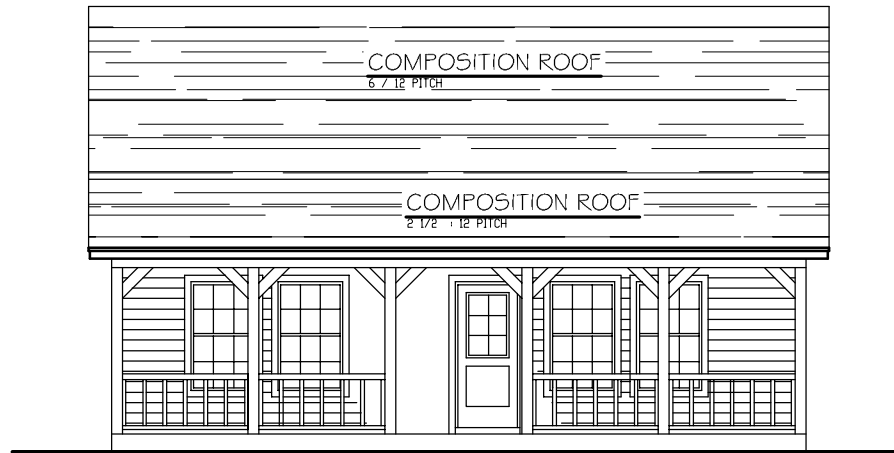 COMPOSITION ROOF
6 / 12 PITCH
COMPOSITION ROOF
2 1/2 : 12 PITCH